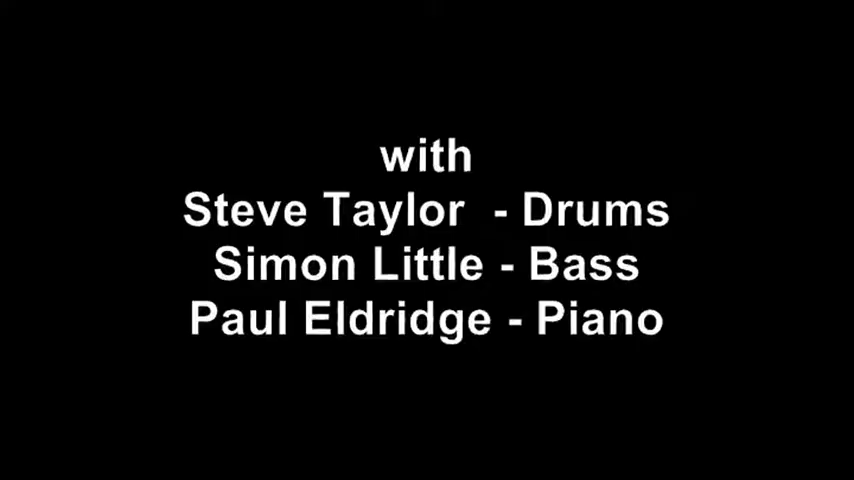 with
Steve Taylor  - Drums
Simon Little - Bass
Paul Eldridge - Piano